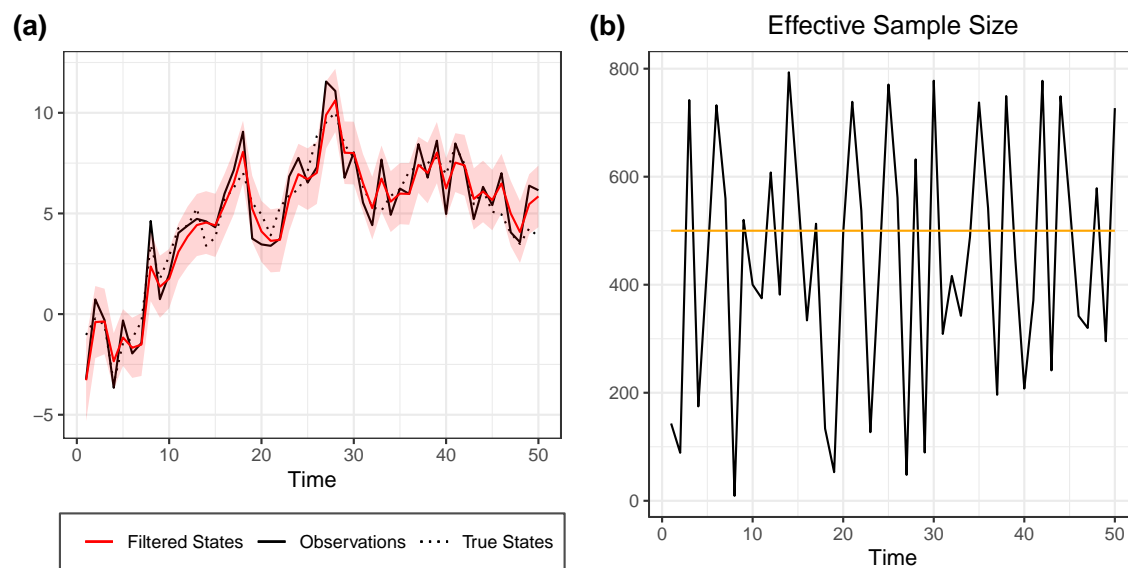 (a)
10
5
0
−5
0 10 20 30 40 50
Time
Filtered States Observations True States
(b)
Effective Sample Size
800
600
400
200
0
0 10 20 30 40 50
Time